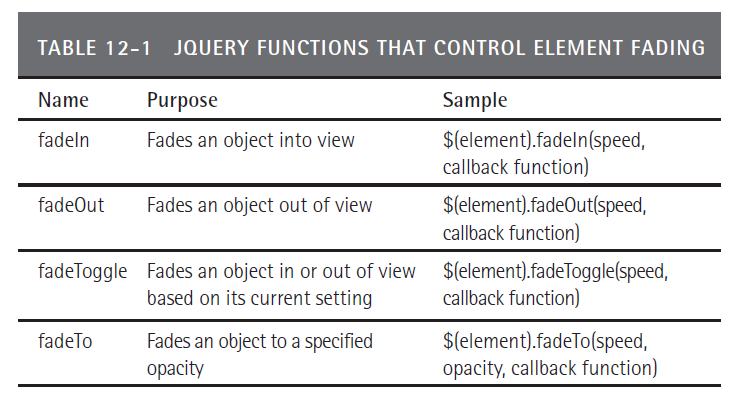 TABLE 12-1 JQUERY FUNCTIONS THAT CONTROL ELEMENT FADING
Name Purpose Sample
fadeIn Fades an object into view $(element).fadeIn(speed,
callback function)
fadeOut Fades an object out of view $(element).fadeOut(speed,
callback function)
fadeToggle Fades an object in or out of view $(element).fadeToggle(speed,
based on its current setting callback function)
fadeTo Fades an object to a specified $(element).fadeTo(speed,
opacity opacity, callback function)